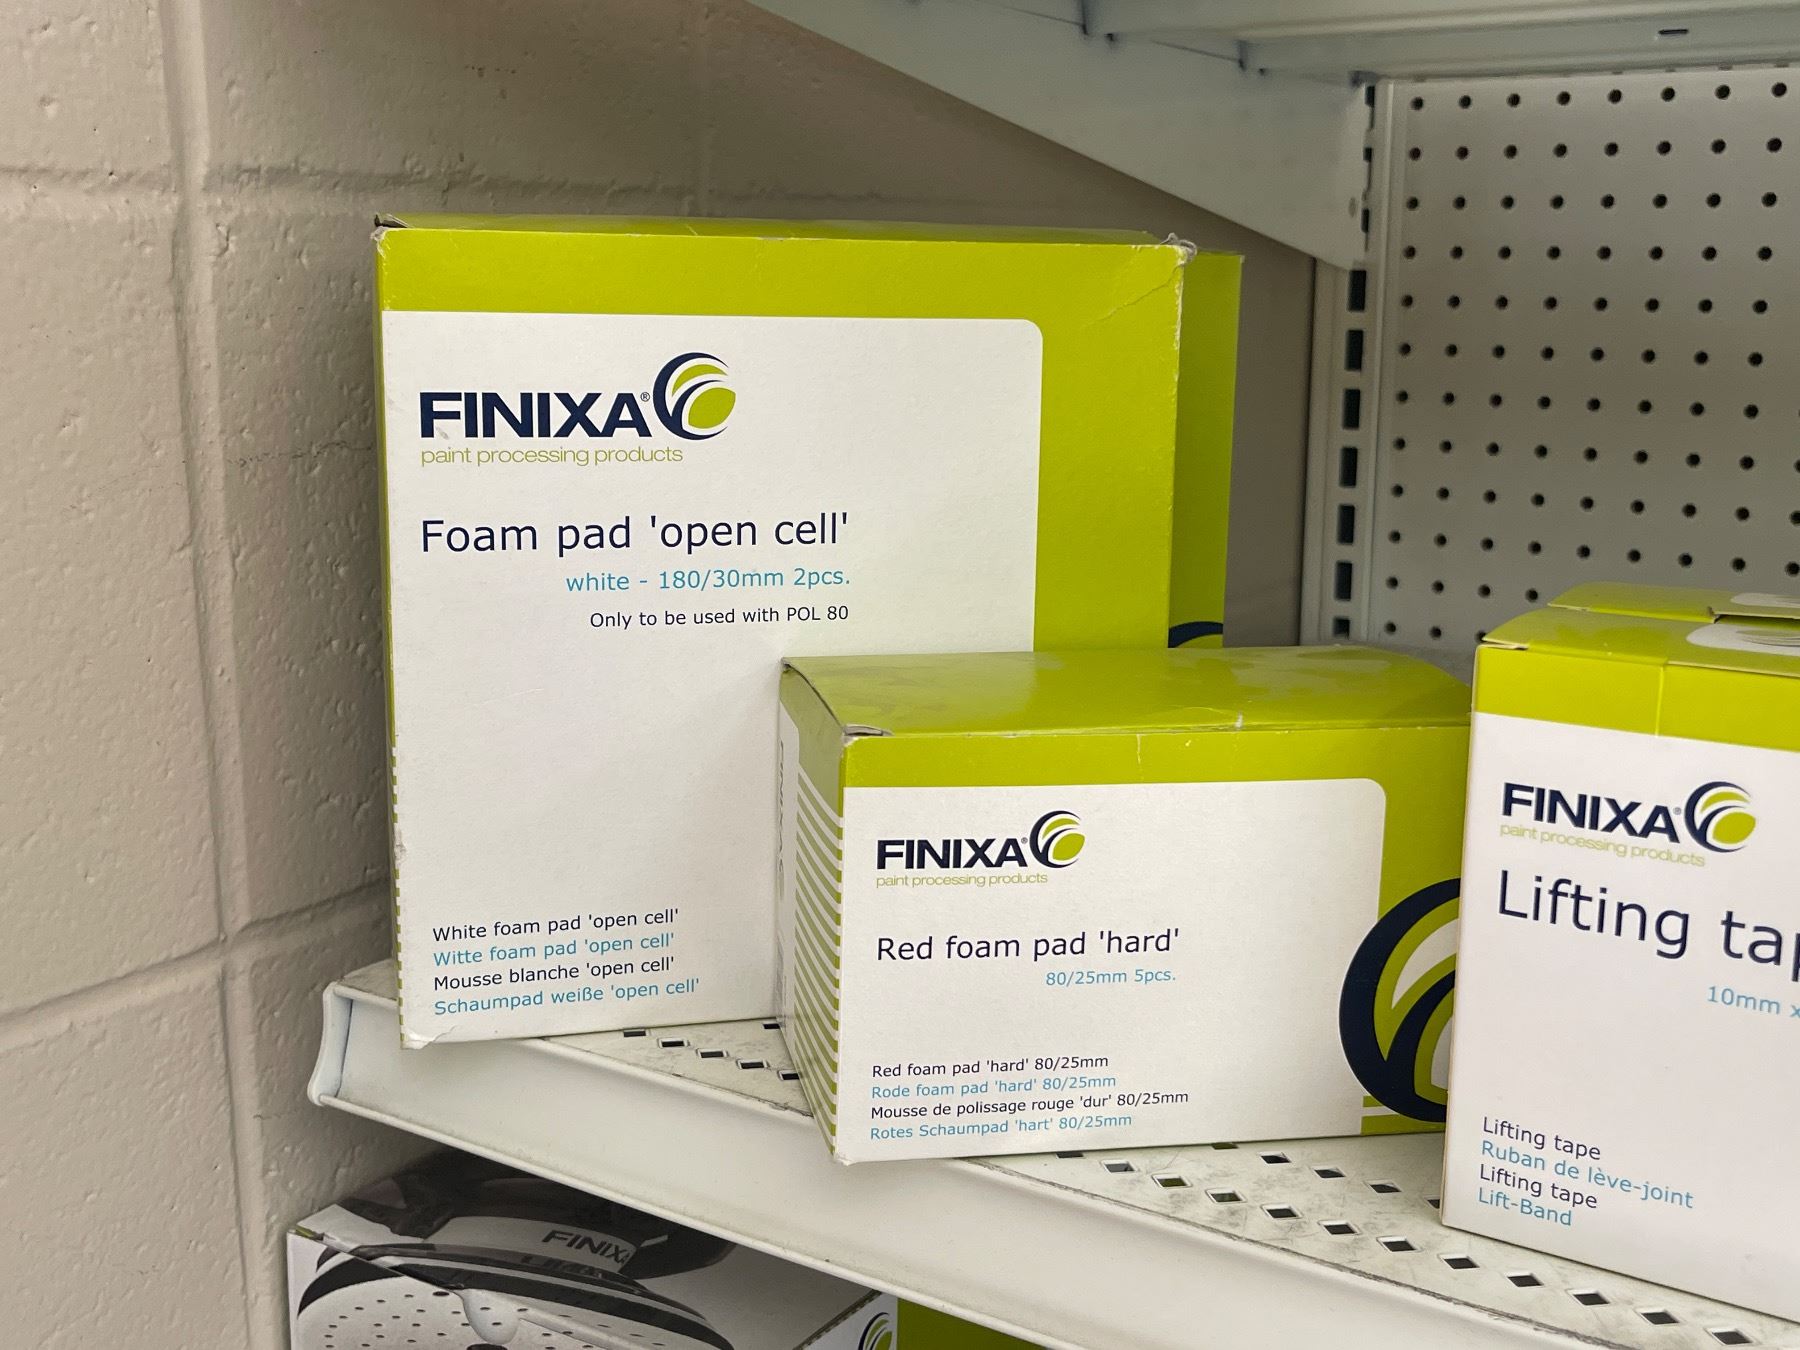 FINIXA®
paint processing products
Foam pad 'open cell'
white - 180/30mm 2pcs.
Only to be used with POL 80
White foam pad 'open cell'
Witte foam pad 'open cell'
Mousse blanche 'open cell'
Schaumpad weiße 'open cell'
FINIXA®
paint processing products
Red foam pad 'hard'
80/25mm 5pcs.
Red foam pad 'hard' 80/25mm
Rode foam pad 'hard' 80/25mm
Mousse de polissage rouge 'dur' 80/25mm
Rotes Schaumpad 'hart' 80/25mm
FINIXA®
paint processing products
Lifting
10mm x
Lifting tape
Ruban de lève-joint
Lifting tape
Lift-Band
FINIXA